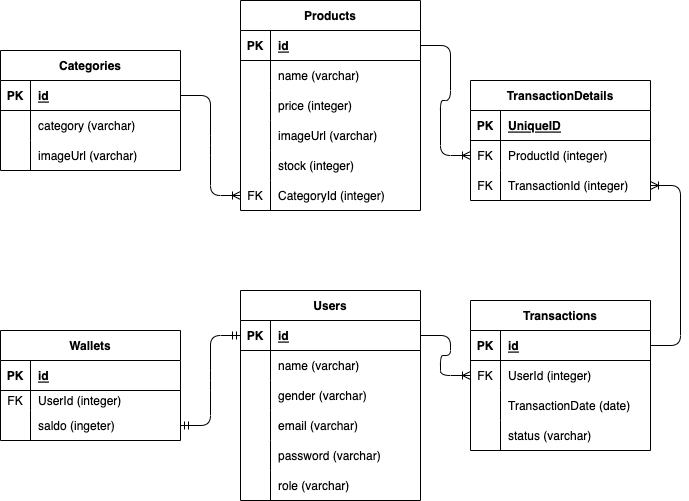 Products
PK id
name (varchar)
price (integer)
imageUrl (varchar)
stock (integer)
FK CategoryId (integer)
Categories
PK id
category (varchar)
imageUrl (varchar)
TransactionDetails
PK UniqueID
FK ProductId (integer)
FK TransactionId (integer)
Users
PK id
name (varchar)
gender (varchar)
email (varchar)
password (varchar)
role (varchar)
Transactions
PK id
FK UserId (integer)
TransactionDate (date)
status (varchar)
Wallets
PK id
FK UserId (integer)
saldo (ingeter)